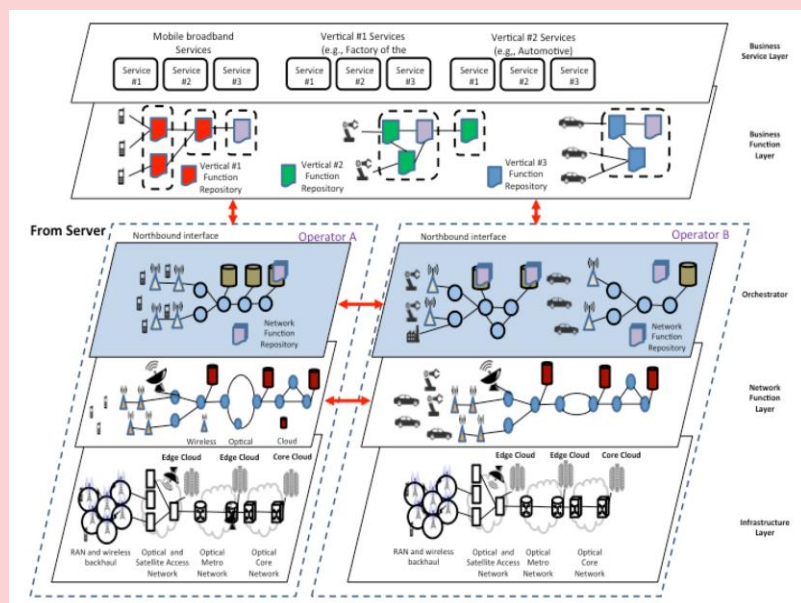 Mobile broadband
Services
Vertical #1 Services
(e.g., Factory of the
Vertical #2 Services
(e.g,, Automotive)
Business
Service Layer
Service
#1
Service
#2
Service
#3
Service
#1
Service
#2
Service
#3
Service
#1
Service
#2
Service
#3
Business
Function
Layer
Vertical #1
Function
Repository
Vertical #2
Function
Repository
Vertical #3
Function
Repository
From Server
Northbound interface
Operator A
Northbound interface
Operator B
Orchestrator
Network
Function
Repository
Network
Function
Repository
Network
Function
Layer
Wireless
Optical
Cloud
Edge Cloud
Edge Cloud
Core Cloud
Edge Cloud
Edge Cloud
Core Cloud
Infrastructure
Layer
RAN and wireless
backhaul
Optical and
Satellite Access
Network
Optical
Metro
Network
Optical
Core
Network
RAN and wireless
backhaul
Optical and
Satellite Access
Network
Optical
Metro
Network
Optical
Core
Network